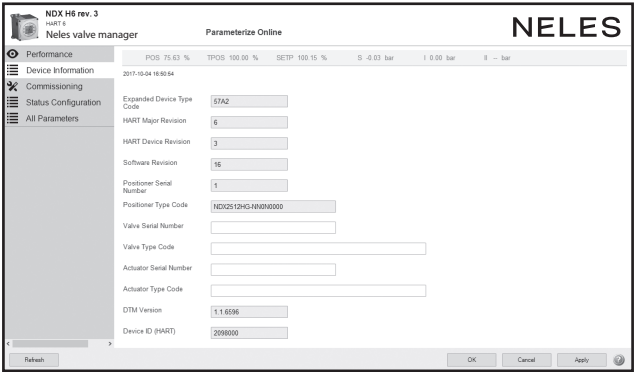 NDX H6 rev. 3
HART 6
Neles valve manager
Parameterize Online
NELES
Performance
Device Information
Commissioning
Status Configuration
All Parameters
POS 75.63 % TPOS 100.00 % SETP 100.15 % S -0.03 bar I 0.00 bar II -- bar
2017-10-04 16:50:54
Expanded Device Type
Code
57A2
HART Major Revision
6
HART Device Revision
3
Software Revision
16
Positioner Serial
Number
1
Positioner Type Code
NDX2512HG-NN0N0000
Valve Serial Number
Valve Type Code
Actuator Serial Number
Actuator Type Code
DTM Version
1.1.6596
Device ID (HART)
2098000
Refresh
OK
Cancel
Apply
?